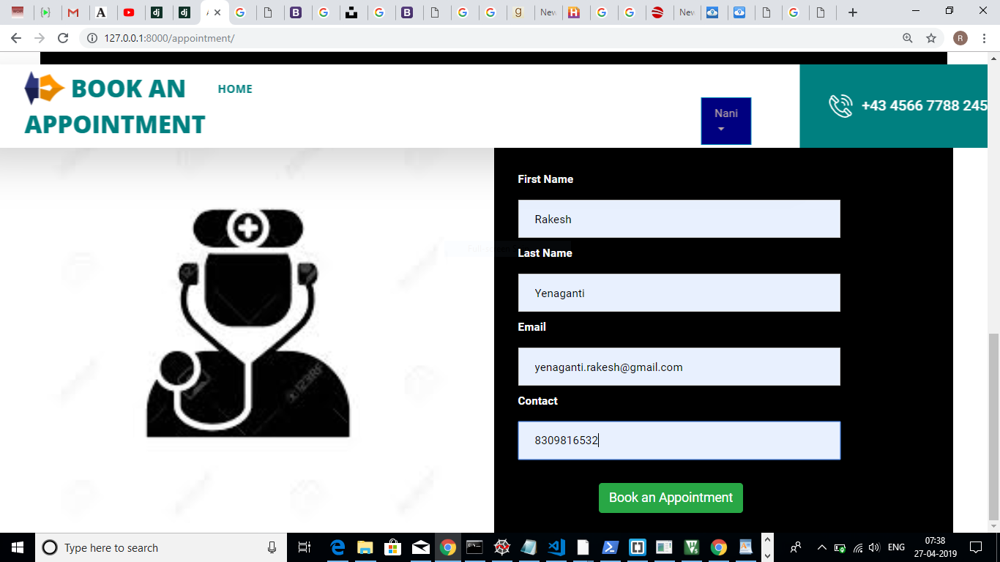 127.0.0.1:8000/appointment/
R
BOOK AN
APPOINTMENT
HOME
Nani
+43 4566 7788 245
First Name
Rakesh
Last Name
Yenaganti
Email
yenaganti.rakesh@gmail.com
Contact
8309816532
Book an Appointment
123RF
Type here to search
ENG
07:38
27-04-2019